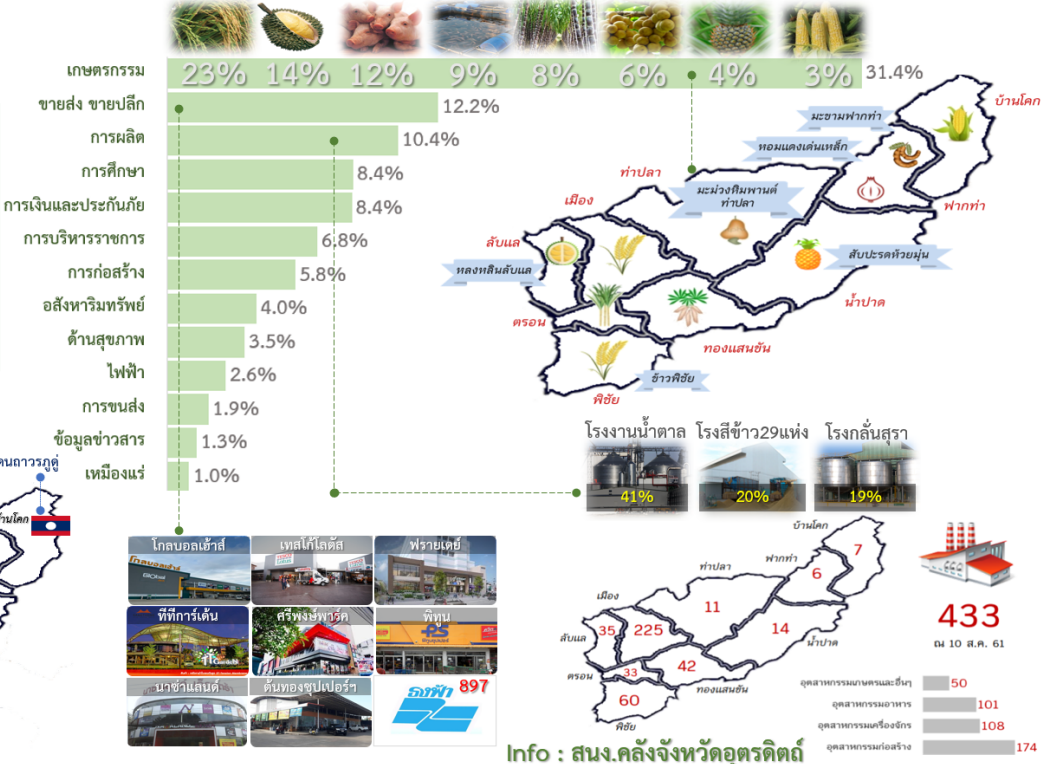 เกษตรกรรม 23% 14% 12% 9% 8% 6% 4% 3% 31.4%
ขายส่ง ขายปลีก 12.2%
การผลิต 10.4%
การศึกษา 8.4%
การเงินและประกันภัย 8.4%
การบริหารราชการ 6.8%
การก่อสร้าง 5.8%
อสังหาริมทรัพย์ 4.0%
ด้านสุขภาพ 3.5%
ไฟฟ้า 2.6%
การขนส่ง 1.9%
ข้อมูลข่าวสาร 1.3%
เหมืองแร่ 1.0%
บ้านโคก
มะขามฟากท่า
หอมแดงเด่นเหล็ก
ท่าปลา
มะม่วงหิมพานต์
ท่าปลา
เมือง
ฟากท่า
ลับแล
สับปะรดห้วยมุ่น
หลงหลินลับแล
น้ำปาด
ตรอน
ทองแสนขัน
ข้าวพิชัย
พิชัย
โรงงานน้ำตาล โรงสีข้าว29แห่ง โรงกลั่นสุรา
41% 20% 19%
โกลบอลเฮ้าส์ เทสโก้โลตัส ฟรายเดย์
ทีทีการ์เด้น ศรีพงษ์พาร์ค พิทูน
นาซ่าแลนด์ ต้นทองซุปเปอร์ฯ ธงฟ้า 897
บ้านโคก
7
ฟากท่า
6
ท่าปลา
11
เมือง
225
ลับแล
35
14
น้ำปาด
ตรอน
33
42
ทองแสนขัน
60
พิชัย
433
ณ 10 ส.ค. 61
อุตสาหกรรมเกษตรและอื่นๆ 50
อุตสาหกรรมอาหาร 101
อุตสาหกรรมเครื่องจักร 108
อุตสาหกรรมก่อสร้าง 174
Info : สนง.คลังจังหวัดอุตรดิตถ์